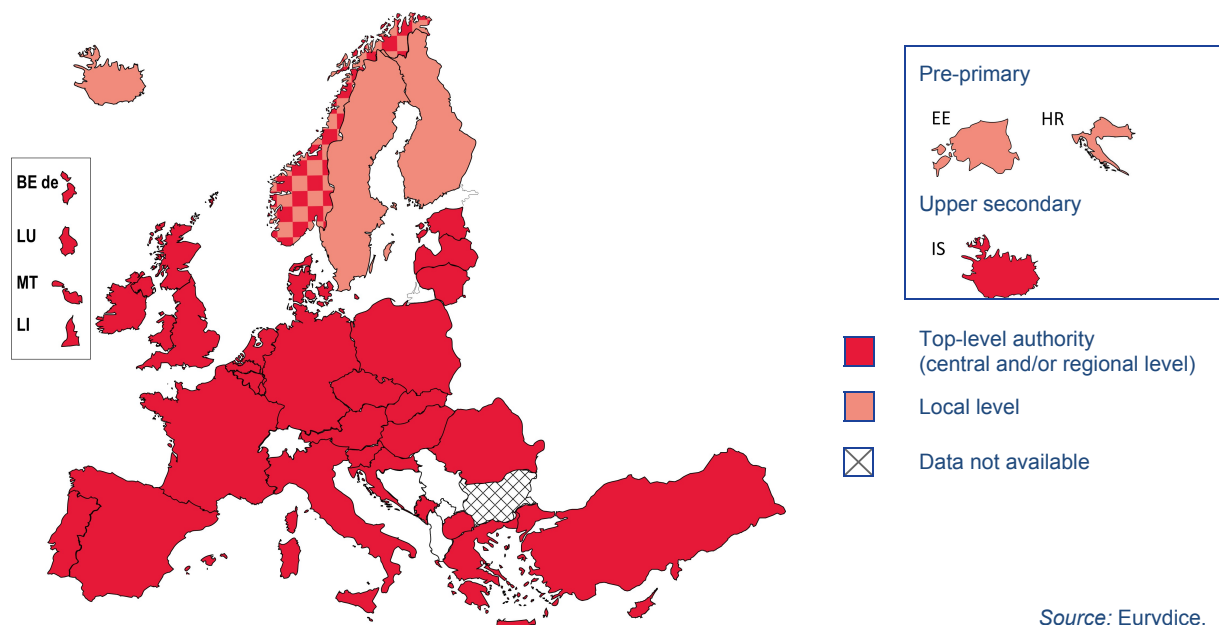 BE de
LU
MT
LI
Pre-primary
EE
HR
Upper secondary
IS
Top-level authority
(central and/or regional level)
Local level
Data not available
Source: Eurydice.